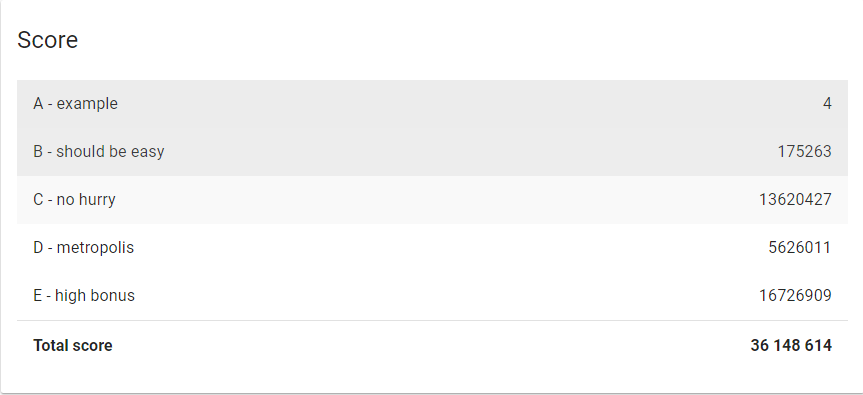 Score
A - example 4
B - should be easy 175263
C - no hurry 13620427
D - metropolis 5626011
E - high bonus 16726909
Total score 36 148 614